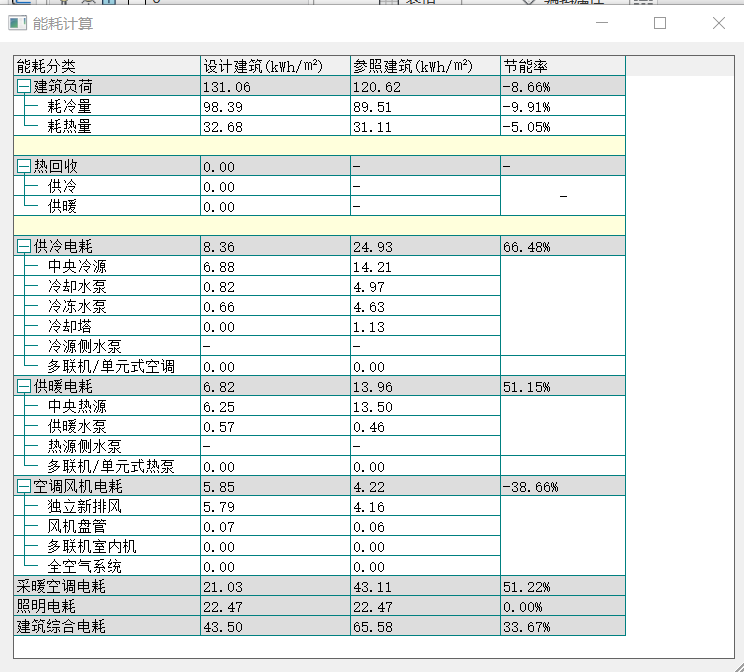 能耗计算
能耗分类 设计建筑(kWh/㎡) 参照建筑(kWh/㎡) 节能率
建筑负荷 131.06 120.62 -8.66%
耗冷量 98.39 89.51 -9.91%
耗热量 32.68 31.11 -5.05%
热回收 0.00 - -
供冷 0.00 -
供暖 0.00 - -
供冷电耗 8.36 24.93 66.48%
中央冷源 6.88 14.21
冷却水泵 0.82 4.97
冷冻水泵 0.66 4.63
冷却塔 0.00 1.13
冷源侧水泵 - -
多联机/单元式空调 0.00 0.00
供暖电耗 6.82 13.96 51.15%
中央热源 6.25 13.50
供暖水泵 0.57 0.46
热源侧水泵 - -
多联机/单元式热泵 0.00 0.00
空调风机电耗 5.85 4.22 -38.66%
独立新排风 5.79 4.16
风机盘管 0.07 0.06
多联机室内机 0.00 0.00
全空气系统 0.00 0.00
采暖空调电耗 21.03 43.11 51.22%
照明电耗 22.47 22.47 0.00%
建筑综合电耗 43.50 65.58 33.67%